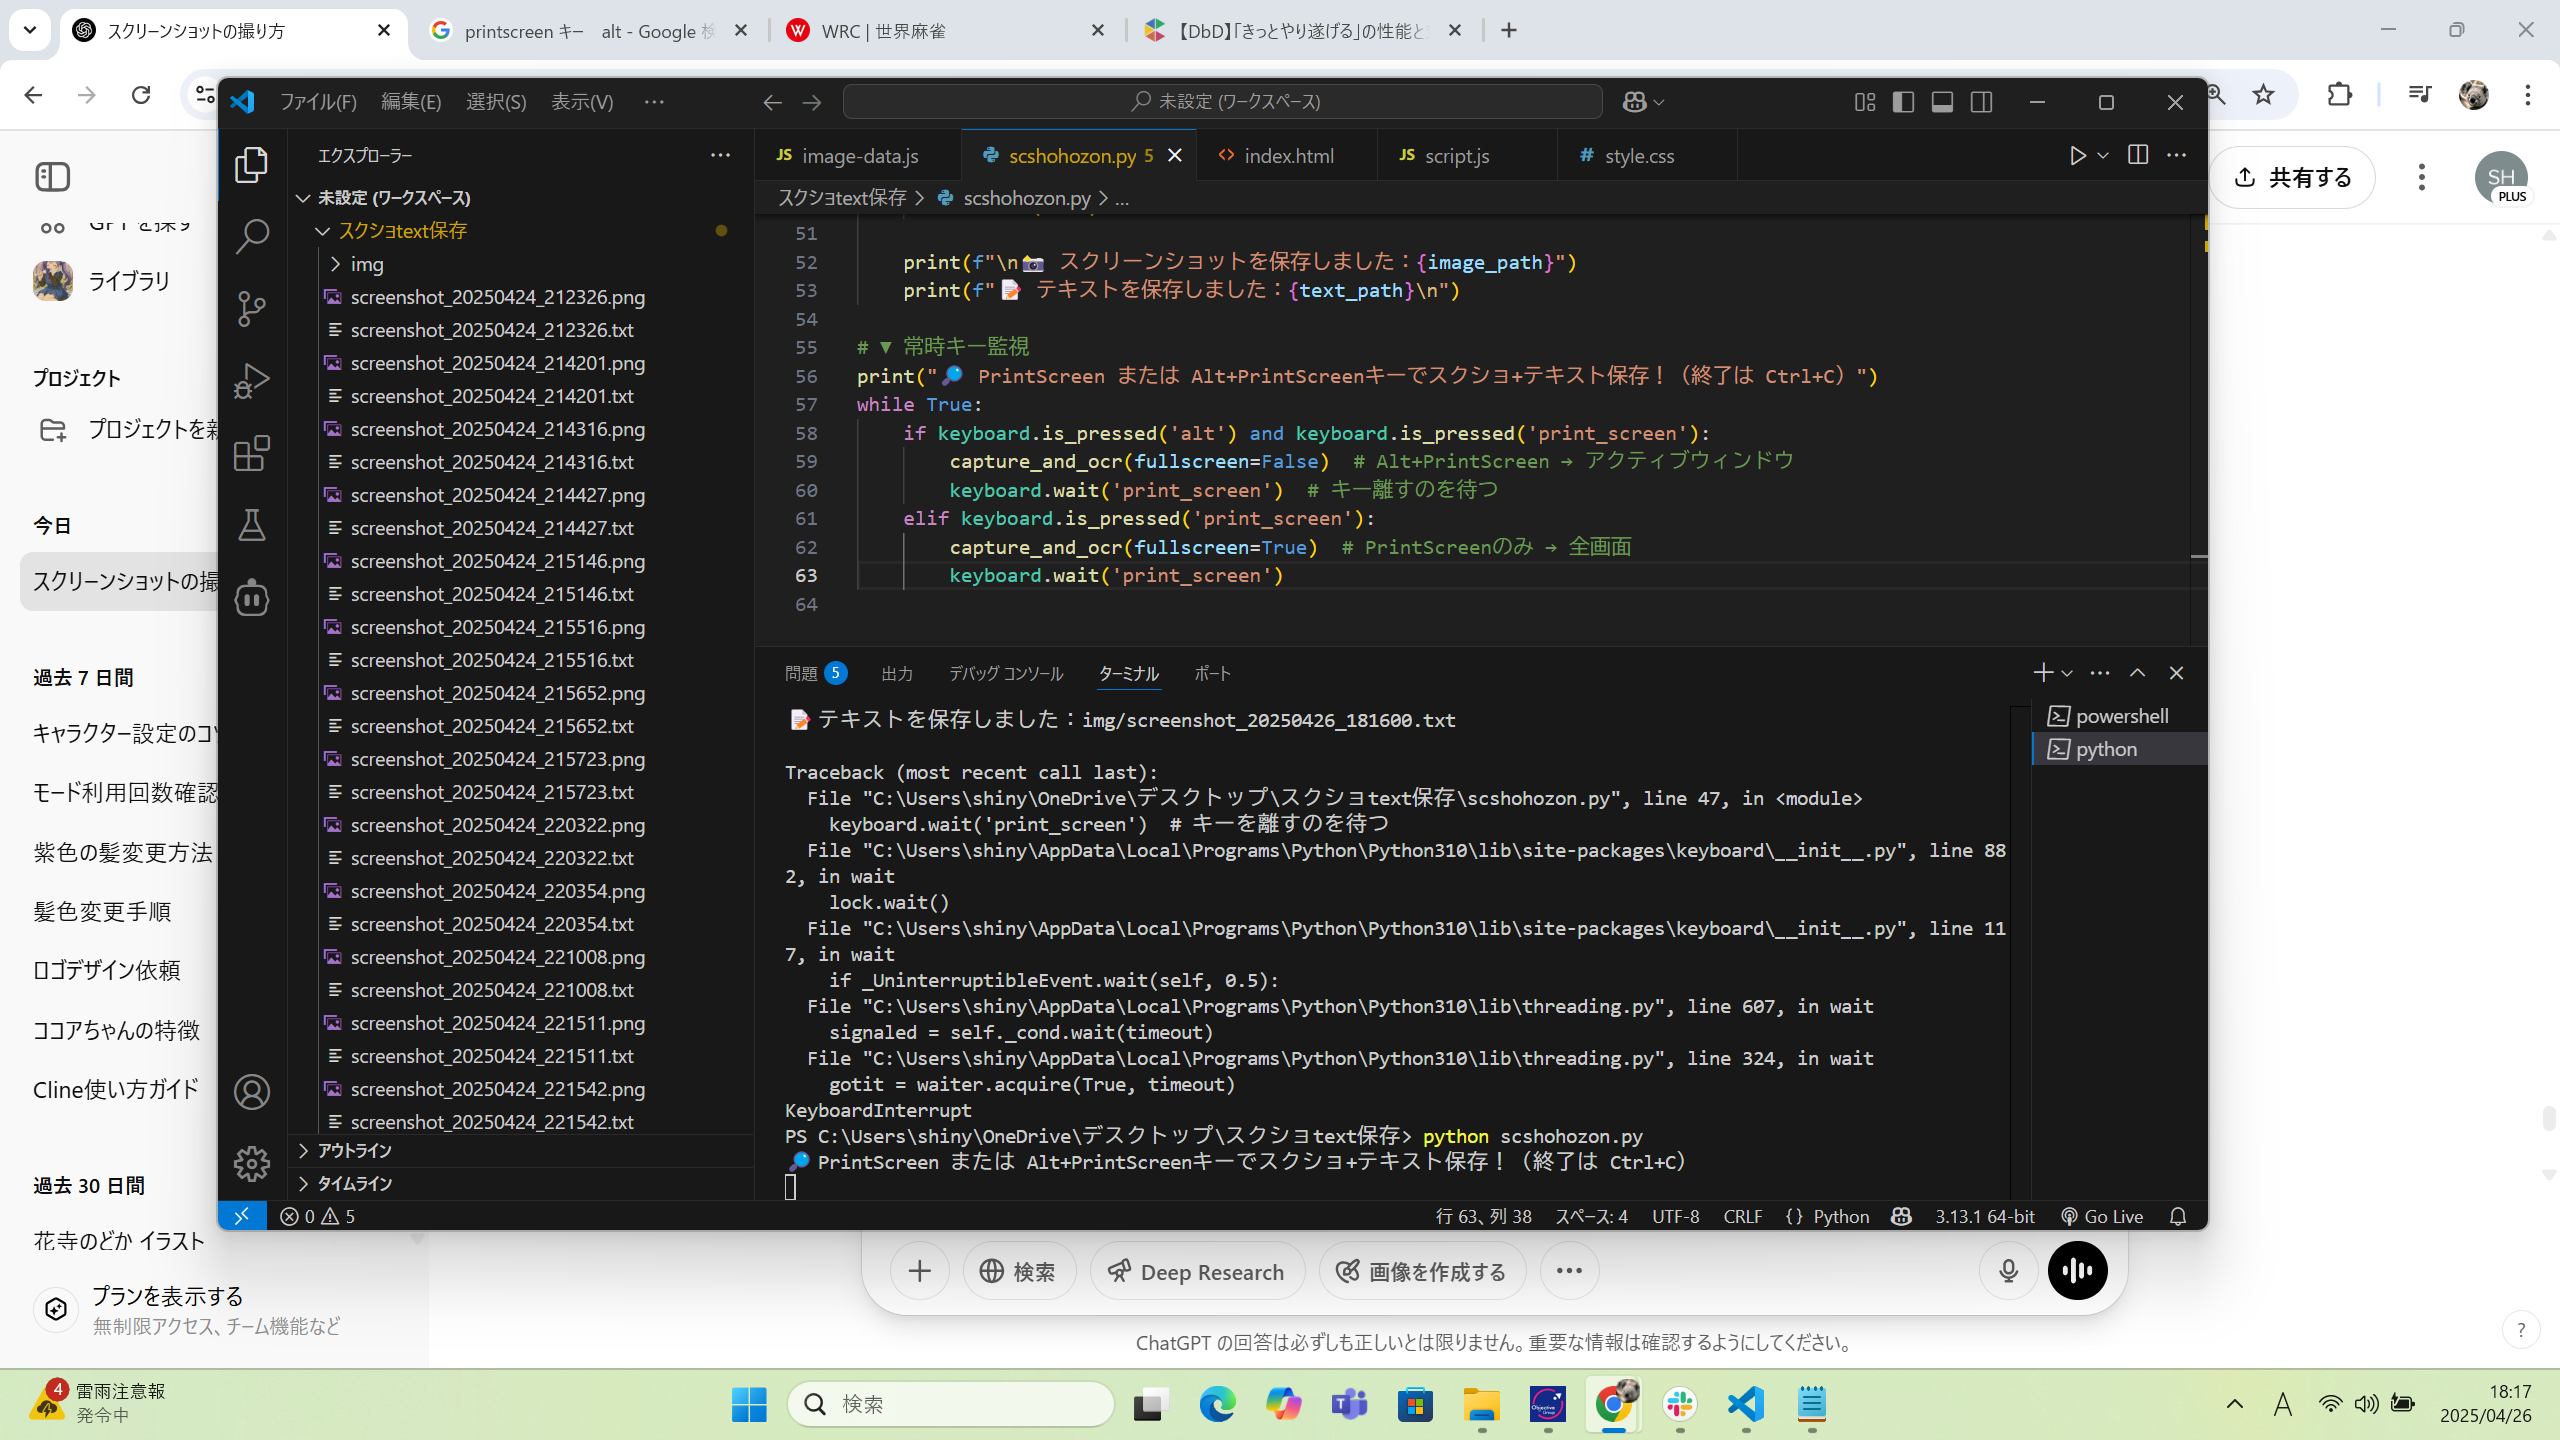 スクリーンショットの撮り方
printscreen キー alt - Google 検
WRC | 世界麻雀
【DbD】「きっとやり遂げる」の性能と
ファイル(F) 編集(E) 選択(S) 表示(V) …
未設定 (ワークスペース)
共有する
SH
PLUS
GPT を探す
ライブラリ
プロジェクト
プロジェクトを新
今日
スクリーンショットの撮
過去 7 日間
キャラクター設定のコツ
モード利用回数確認
紫色の髪変更方法
髪色変更手順
ロゴデザイン依頼
ココアちゃんの特徴
Cline使い方ガイド
過去 30 日間
花寺のどか イラスト
プランを表示する
無制限アクセス、チーム機能など
エクスプローラー
未設定 (ワークスペース)
スクショtext保存
img
screenshot_20250424_212326.png
screenshot_20250424_212326.txt
screenshot_20250424_214201.png
screenshot_20250424_214201.txt
screenshot_20250424_214316.png
screenshot_20250424_214316.txt
screenshot_20250424_214427.png
screenshot_20250424_214427.txt
screenshot_20250424_215146.png
screenshot_20250424_215146.txt
screenshot_20250424_215516.png
screenshot_20250424_215516.txt
screenshot_20250424_215652.png
screenshot_20250424_215652.txt
screenshot_20250424_215723.png
screenshot_20250424_215723.txt
screenshot_20250424_220322.png
screenshot_20250424_220322.txt
screenshot_20250424_220354.png
screenshot_20250424_220354.txt
screenshot_20250424_221008.png
screenshot_20250424_221008.txt
screenshot_20250424_221511.png
screenshot_20250424_221511.txt
screenshot_20250424_221542.png
screenshot_20250424_221542.txt
アウトライン
タイムライン
JS image-data.js
scshohozon.py 5
<> index.html
JS script.js
# style.css
スクショtext保存 > scshohozon.py > ...
51
52 print(f"\n📷 スクリーンショットを保存しました：{image_path}")
53 print(f"📝 テキストを保存しました：{text_path}\n")
54
55 # ▼ 常時キー監視
56 print("🔎 PrintScreen または Alt+PrintScreenキーでスクショ+テキスト保存！（終了は Ctrl+C）")
57 while True:
58 if keyboard.is_pressed('alt') and keyboard.is_pressed('print_screen'):
59 capture_and_ocr(fullscreen=False) # Alt+PrintScreen → アクティブウィンドウ
60 keyboard.wait('print_screen') # キー離すのを待つ
61 elif keyboard.is_pressed('print_screen'):
62 capture_and_ocr(fullscreen=True) # PrintScreenのみ → 全画面
63 keyboard.wait('print_screen')
64
問題 5 出力 デバッグ コンソール ターミナル ポート
powershell
python
📝 テキストを保存しました：img/screenshot_20250426_181600.txt
Traceback (most recent call last):
File "C:\Users\shiny\OneDrive\デスクトップ\スクショtext保存\scshohozon.py", line 47, in <module>
keyboard.wait('print_screen') # キーを離すのを待つ
File "C:\Users\shiny\AppData\Local\Programs\Python\Python310\lib\site-packages\keyboard\__init__.py", line 88
2, in wait
lock.wait()
File "C:\Users\shiny\AppData\Local\Programs\Python\Python310\lib\site-packages\keyboard\__init__.py", line 11
7, in wait
if _UninterruptibleEvent.wait(self, 0.5):
File "C:\Users\shiny\AppData\Local\Programs\Python\Python310\lib\threading.py", line 607, in wait
signaled = self._cond.wait(timeout)
File "C:\Users\shiny\AppData\Local\Programs\Python\Python310\lib\threading.py", line 324, in wait
gotit = waiter.acquire(True, timeout)
KeyboardInterrupt
PS C:\Users\shiny\OneDrive\デスクトップ\スクショtext保存> python scshohozon.py
🔎 PrintScreen または Alt+PrintScreenキーでスクショ+テキスト保存！（終了は Ctrl+C）
0 5
行 63、列 38 スペース: 4 UTF-8 CRLF {} Python 3.13.1 64-bit Go Live
検索 Deep Research 画像を作成する
ChatGPT の回答は必ずしも正しいとは限りません。重要な情報は確認するようにしてください。
?
4
雷雨注意報
発令中
検索
A
18:17
2025/04/26